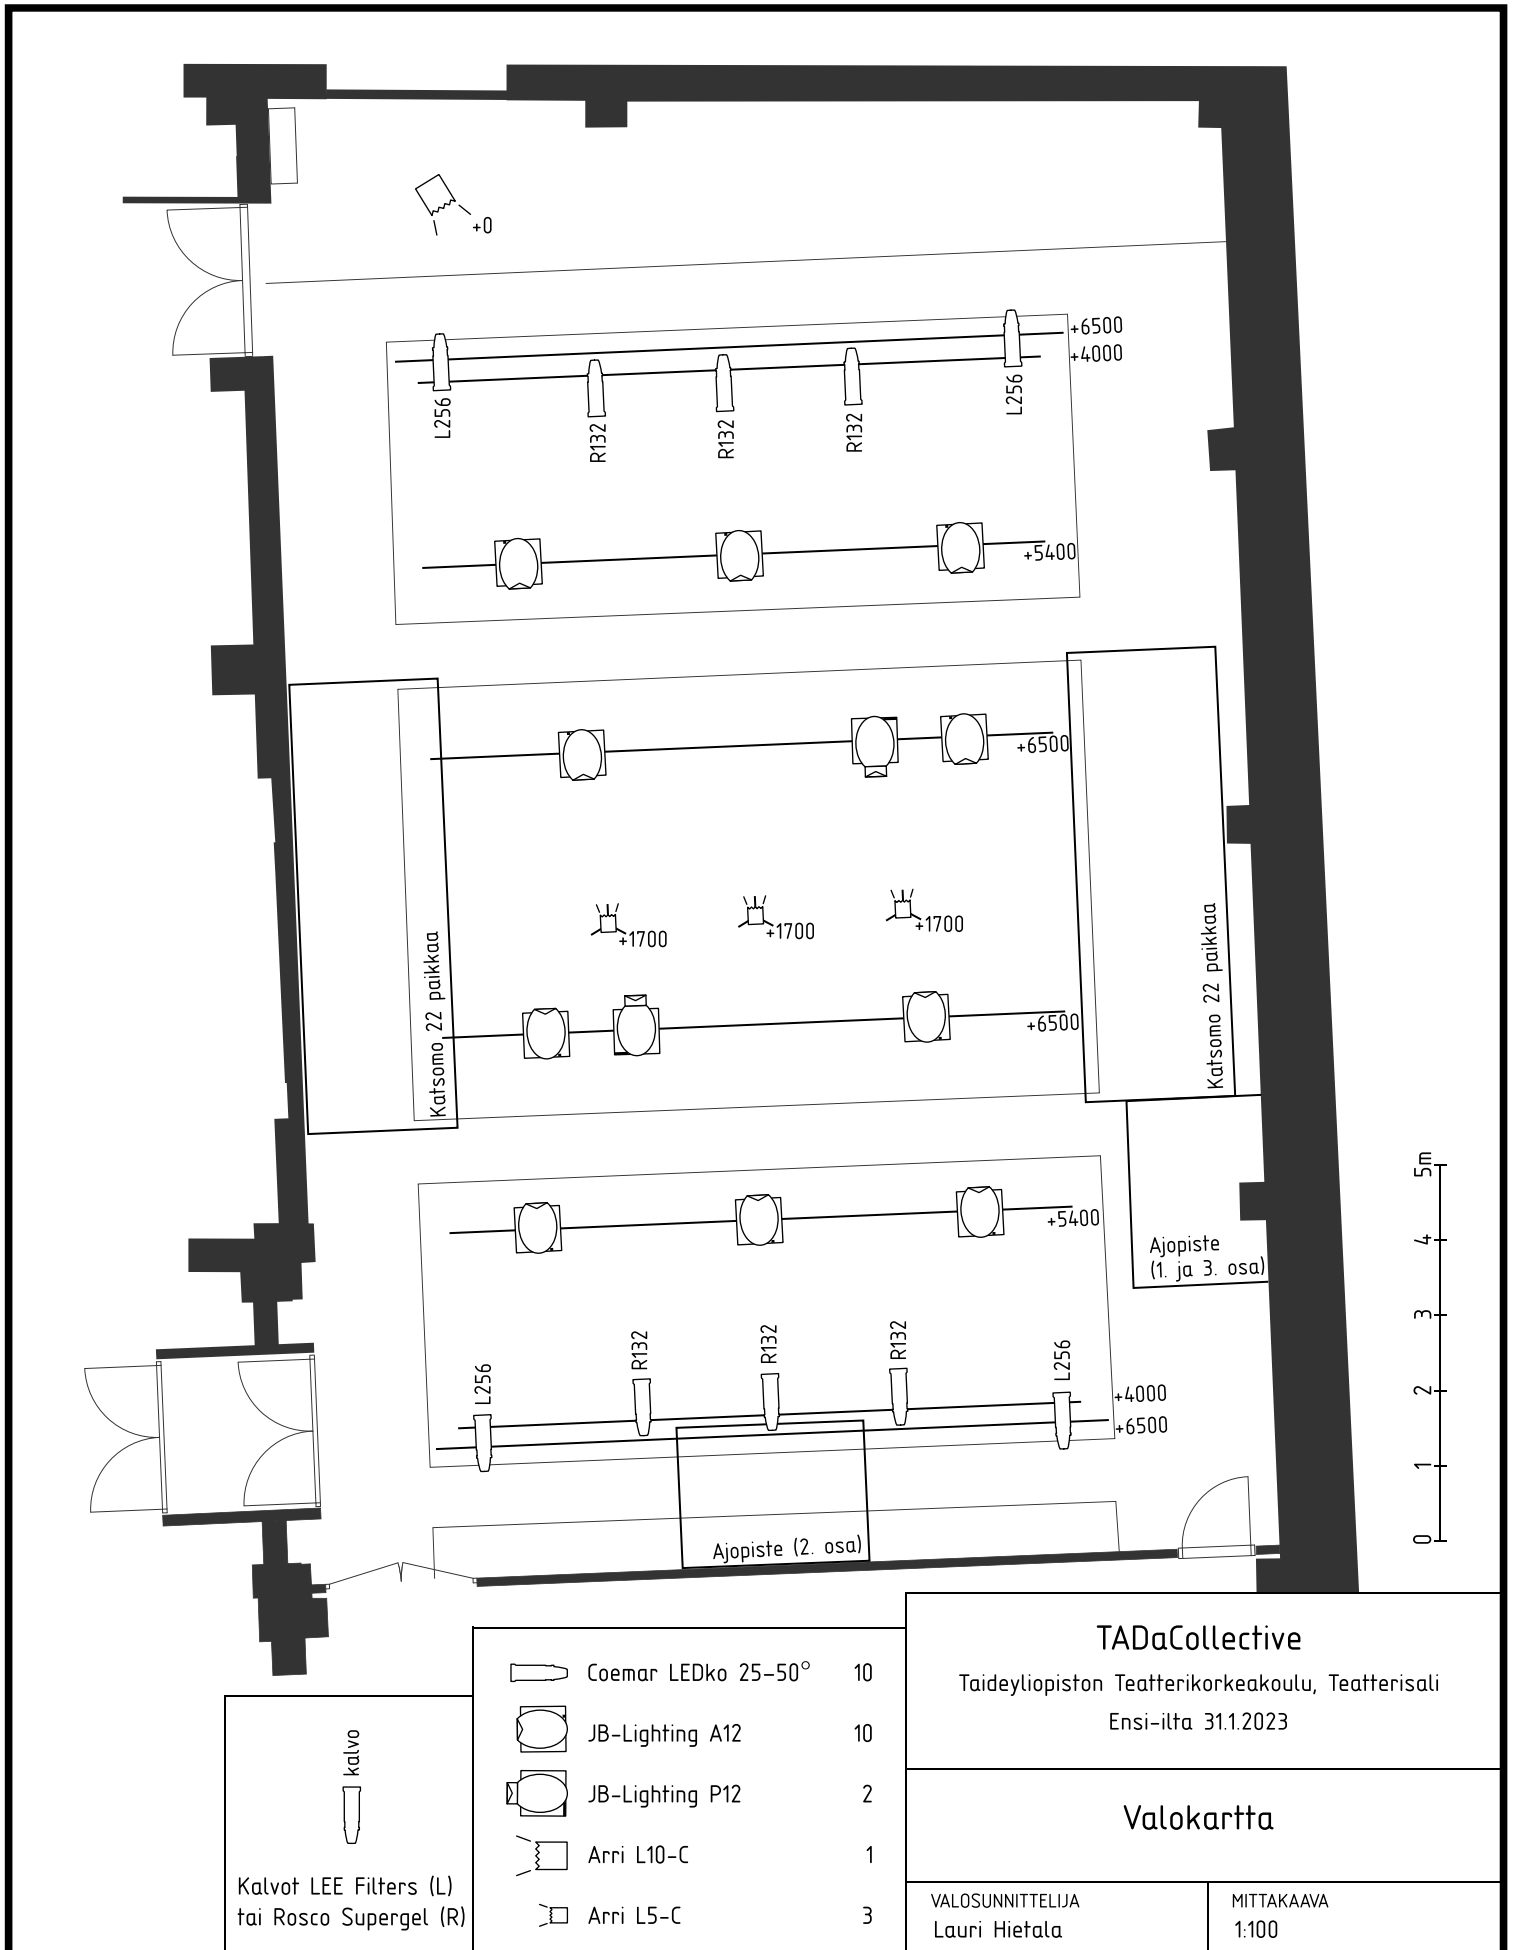 +0
+6500
+4000
L256
R132
R132
R132
L256
+5400
+6500
+1700
+1700
+1700
+6500
Katsomo 22 paikkaa
Katsomo 22 paikkaa
+5400
Ajopiste
(1. ja 3. osa)
5m
4
3
2
1
0
L256
R132
R132
R132
L256
+4000
+6500
Ajopiste (2. osa)
kalvo
Kalvot LEE Filters (L)
tai Rosco Supergel (R)
Coemar LEDko 25-50° 10
JB-Lighting A12 10
JB-Lighting P12 2
Arri L10-C 1
Arri L5-C 3
TADaCollective
Taideyliopiston Teatterikorkeakoulu, Teatterisali
Ensi-ilta 31.1.2023
Valokartta
VALOSUNNITTELIJA
Lauri Hietala
MITTAKAAVA
1:100